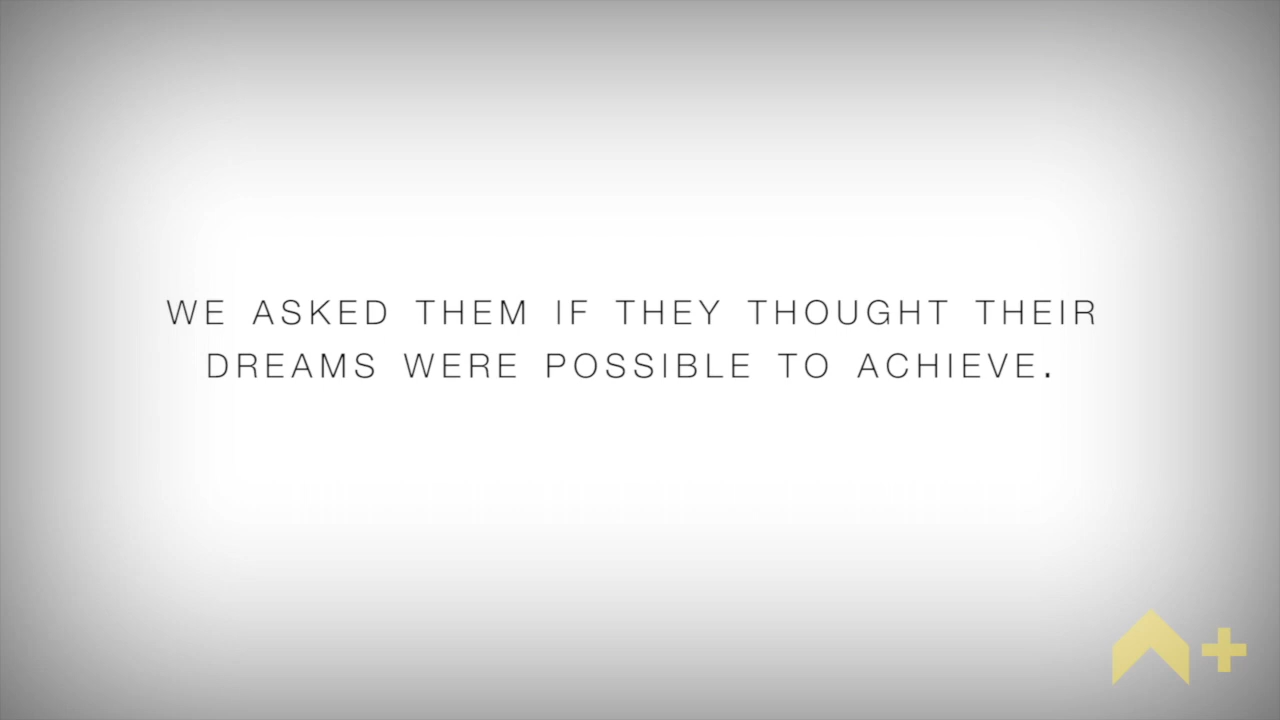 WE ASKED THEM IF THEY THOUGHT THEIR
DREAMS WERE POSSIBLE TO ACHIEVE.